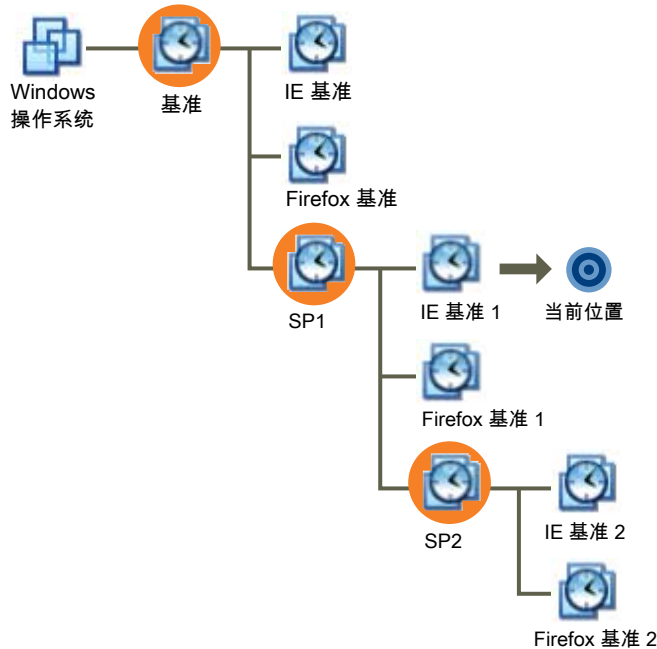 Windows
操作系统
基准
IE 基准
Firefox 基准
SP1
IE 基准 1
当前位置
Firefox 基准 1
SP2
IE 基准 2
Firefox 基准 2